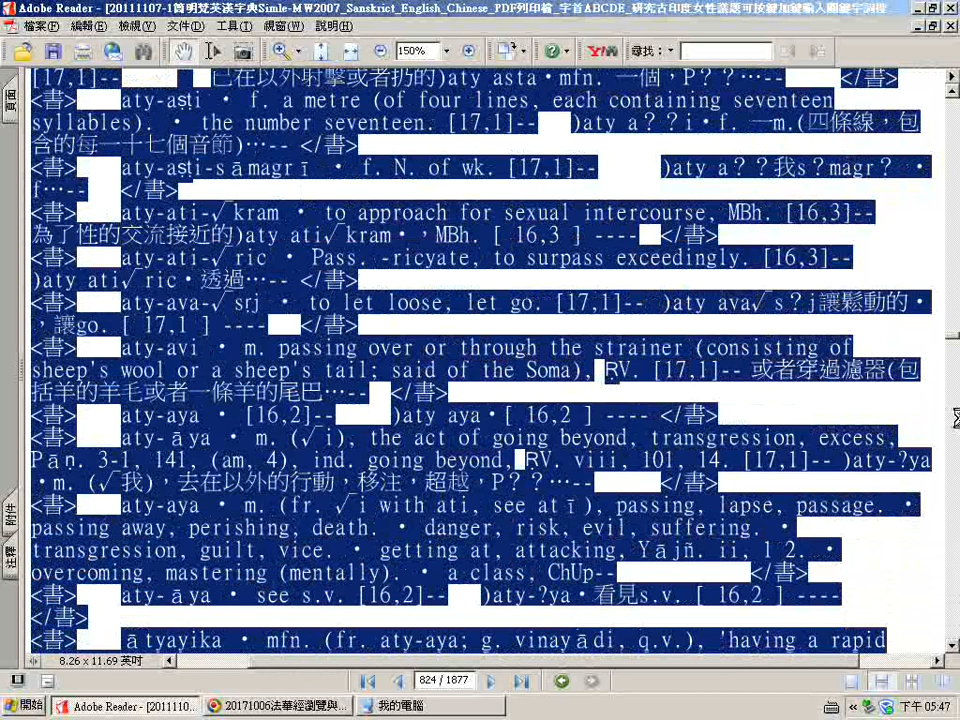 Adobe Reader - [20111107-1簡明梵英漢字典Simle-MW2007_Sanskrict_English_Chinese_PDF列印檔_字首ABCDE_研究古印度女性議題可按鍵加鍵輸入關鍵字詞搜
檔案(F) 編輯(E) 檢視(V) 文件(D) 工具(T) 視窗(W) 說明(H)
150% Y! 尋找：
[17,1]-- 已在以外射擊或者扔的)aty asta‧mfn. 一個，P？？…-- </書>
<書> aty-aṣṭi ‧ f. a metre (of four lines, each containing seventeen
syllables). ‧ the number seventeen. [17,1]-- )aty a？？i‧f. 一m.(四條線，包
含的每一十七個音節)…-- </書>
<書> aty-aṣṭi-sāmagrī ‧ f. N. of wk. [17,1]-- )aty a？？我s？magr？ ‧
f…-- </書>
<書> aty-ati-√kram ‧ to approach for sexual intercourse, MBh. [16,3]--
為了性的交流接近的)aty ati√kram‧，MBh. [ 16,3 ] ---- </書>
<書> aty-ati-√ric ‧ Pass. -ricyate, to surpass exceedingly. [16,3]--
)aty ati√ric‧透過…-- </書>
<書> aty-ava-√sṛj ‧ to let loose, let go. [17,1]-- )aty ava√s？j讓鬆動的‧
，讓go. [ 17,1 ] ---- </書>
<書> aty-avi ‧ m. passing over or through the strainer (consisting of
sheep's wool or a sheep's tail; said of the Soma), ṚV. [17,1]-- 或者穿過濾器(包
括羊的羊毛或者一條羊的尾巴…-- </書>
<書> aty-aya ‧ [16,2]-- )aty aya‧[ 16,2 ] ---- </書>
<書> aty-āya ‧ m. (√i), the act of going beyond, transgression, excess,
Pāṇ. 3-1, 141, (am, 4), ind. going beyond, ṚV. viii, 101, 14. [17,1]-- )aty-?ya
‧m. (√我)，去在以外的行動，移注，超越，P？？…-- </書>
<書> aty-aya ‧ m. (fr. √i with ati, see atī), passing, lapse, passage. ‧
passing away, perishing, death. ‧ danger, risk, evil, suffering. ‧
transgression, guilt, vice. ‧ getting at, attacking, Yājñ. ii, 1 2. ‧
overcoming, mastering (mentally). ‧ a class, ChUp-- </書>
<書> aty-āya ‧ see s.v. [16,2]-- )aty-?ya‧看見s.v. [ 16,2 ] ----
</書>
<書> ātyayika ‧ mfn. (fr. aty-aya; g. vinayādi, q.v.), 'having a rapid
頁面
附件
註釋
8.26 x 11.69 英吋
824 / 1877
開始 Adobe Reader - [2011110... 20171006法華經瀏覽與... 我的電腦 下午 05:47